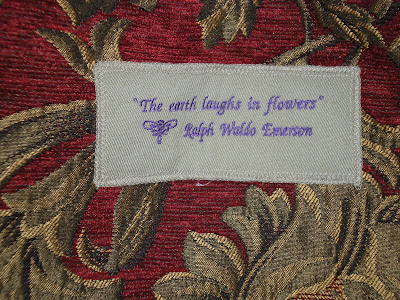 "The earth laughs in flowers"
Ralph Waldo Emerson